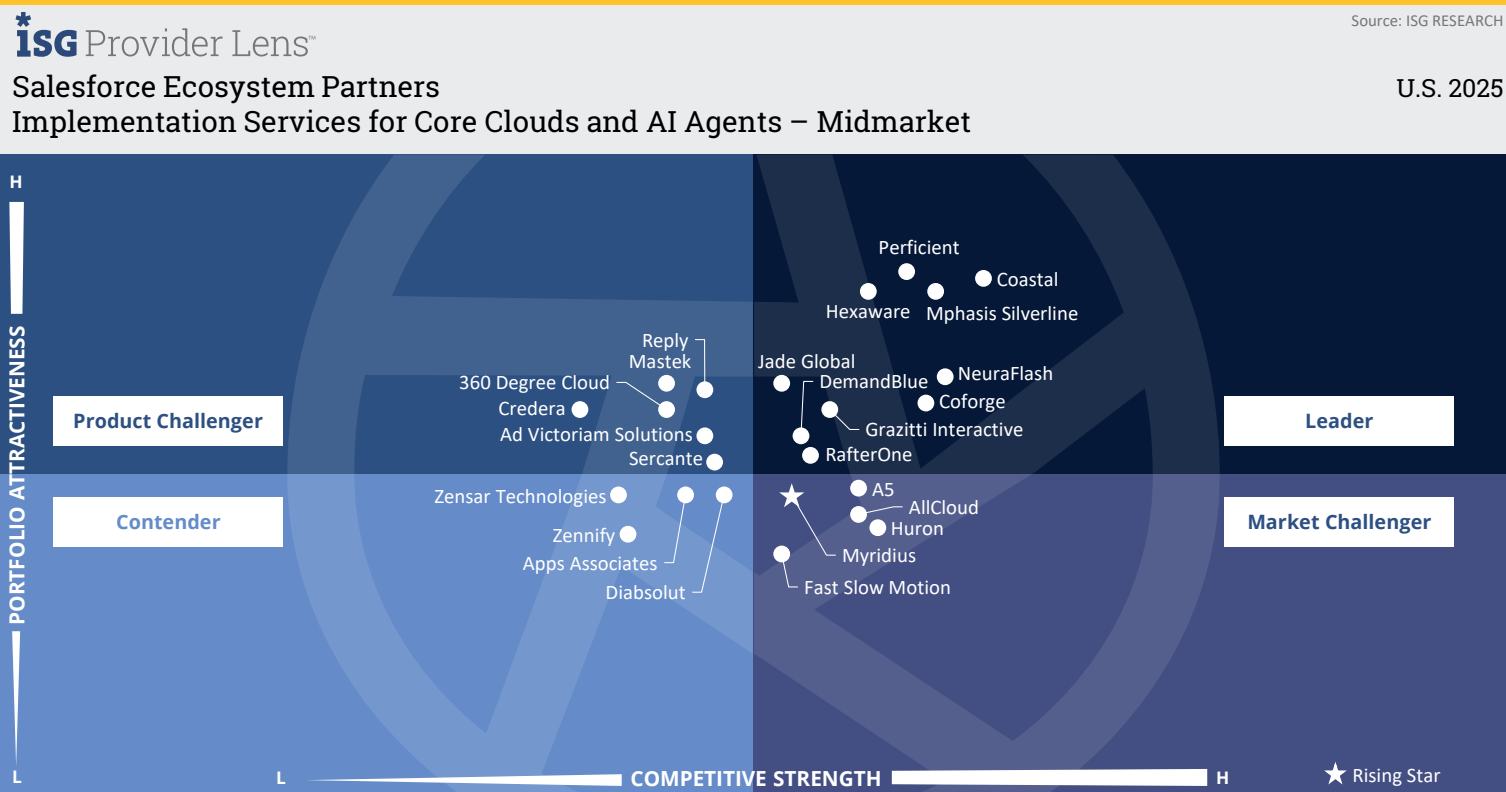 Source: ISG RESEARCH
ISG Provider Lens™
Salesforce Ecosystem Partners
U.S. 2025
Implementation Services for Core Clouds and AI Agents – Midmarket
H
PORTFOLIO ATTRACTIVENESS
L
Perficient
Coastal
Hexaware
Mphasis Silverline
Reply
Mastek
360 Degree Cloud
Credera
Ad Victoriam Solutions
Sercante
Jade Global
DemandBlue
NeuraFlash
Coforge
Grazitti Interactive
RafterOne
Product Challenger
Leader
Zensar Technologies
Zennify
Apps Associates
Diabsolut
A5
AllCloud
Huron
Myridius
Fast Slow Motion
Contender
Market Challenger
L
COMPETITIVE STRENGTH
H
Rising Star